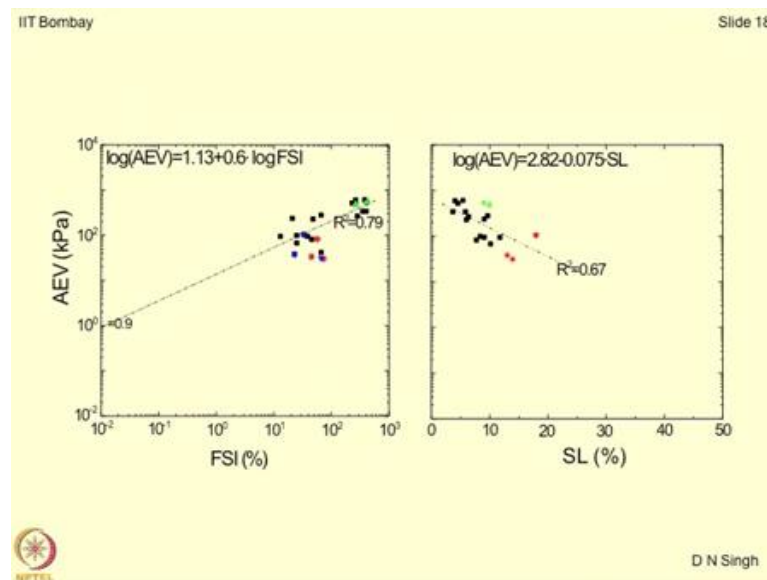 IIT Bombay
Slide 18
log(AEV)=1.13+0.6·logFSI
log(AEV)=2.82-0.075·SL
10⁴
10²
10⁰
10⁻²
AEV (kPa)
R²=0.79
R²=0.67
=0.9
10⁻² 10⁻¹ 10⁰ 10¹ 10² 10³
0 10 20 30 40 50
FSI (%)
SL (%)
NPTEL
D N Singh